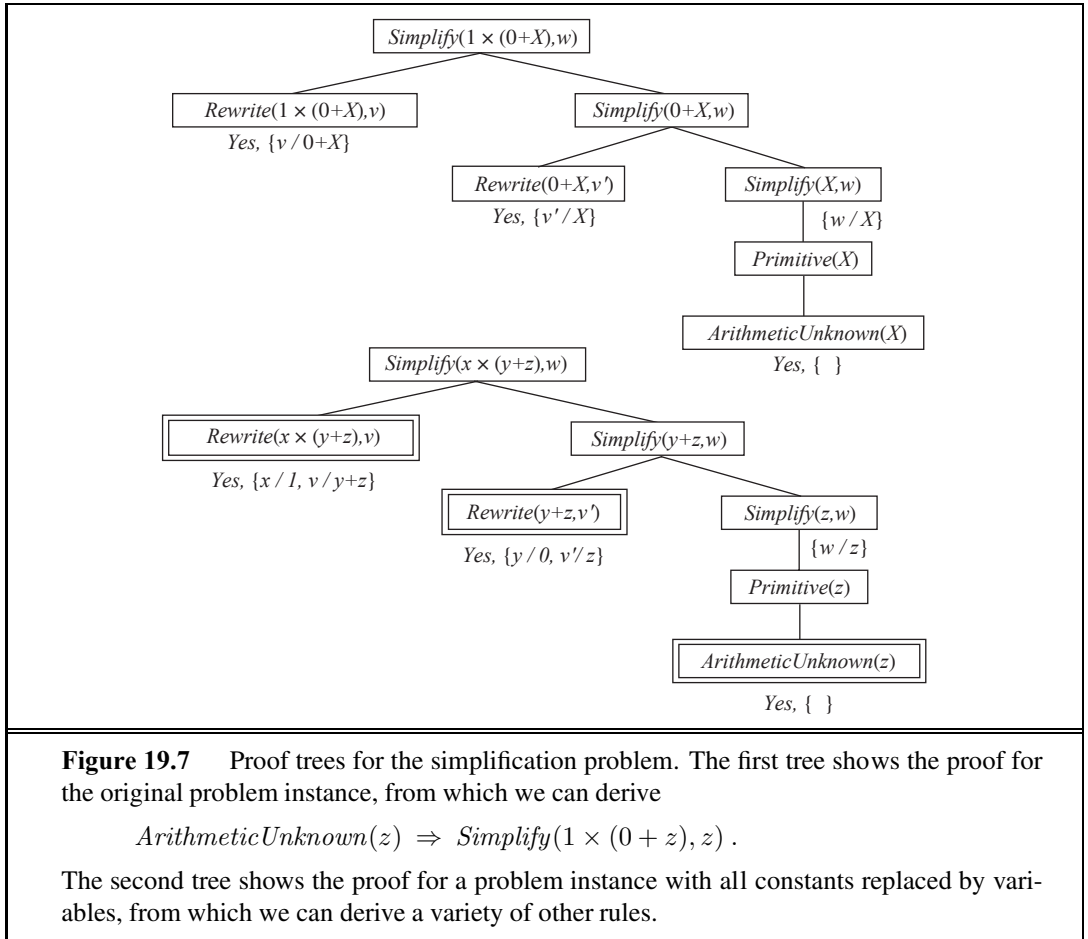 Simplify(1 × (0+X),w)
Rewrite(1 × (0+X),v)
Simplify(0+X,w)
Yes, {v / 0+X}
Rewrite(0+X,v')
Simplify(X,w)
Yes, {v' / X}
{w / X}
Primitive(X)
ArithmeticUnknown(X)
Yes, { }
Simplify(x × (y+z),w)
Rewrite(x × (y+z),v)
Simplify(y+z,w)
Yes, {x / 1, v / y+z}
Rewrite(y+z,v')
Simplify(z,w)
Yes, {y / 0, v'/ z}
{w / z}
Primitive(z)
ArithmeticUnknown(z)
Yes, { }
Figure 19.7 Proof trees for the simplification problem. The first tree shows the proof for
the original problem instance, from which we can derive
ArithmeticUnknown(z) ⇒ Simplify(1 × (0 + z), z) .
The second tree shows the proof for a problem instance with all constants replaced by vari-
ables, from which we can derive a variety of other rules.